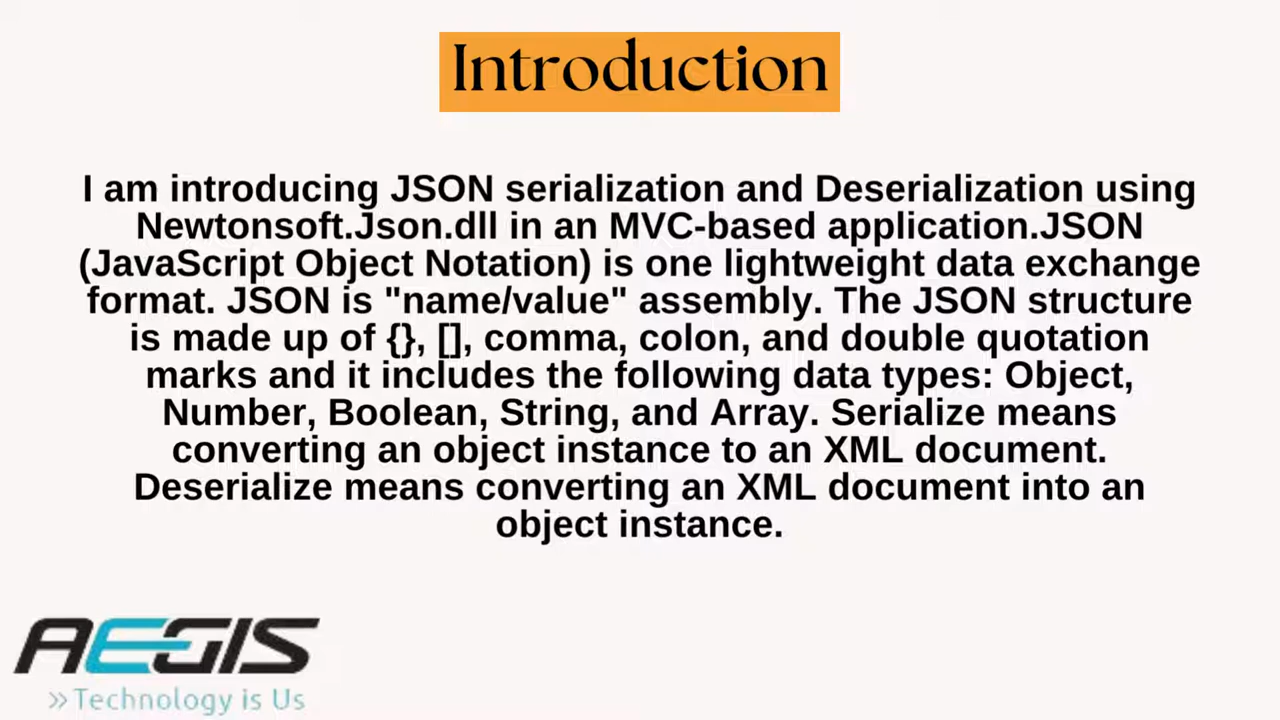 Introduction
I am introducing JSON serialization and Deserialization using
Newtonsoft.Json.dll in an MVC-based application.JSON
(JavaScript Object Notation) is one lightweight data exchange
format. JSON is "name/value" assembly. The JSON structure
is made up of {}, [], comma, colon, and double quotation
marks and it includes the following data types: Object,
Number, Boolean, String, and Array. Serialize means
converting an object instance to an XML document.
Deserialize means converting an XML document into an
object instance.
AEGIS
» Technology is Us